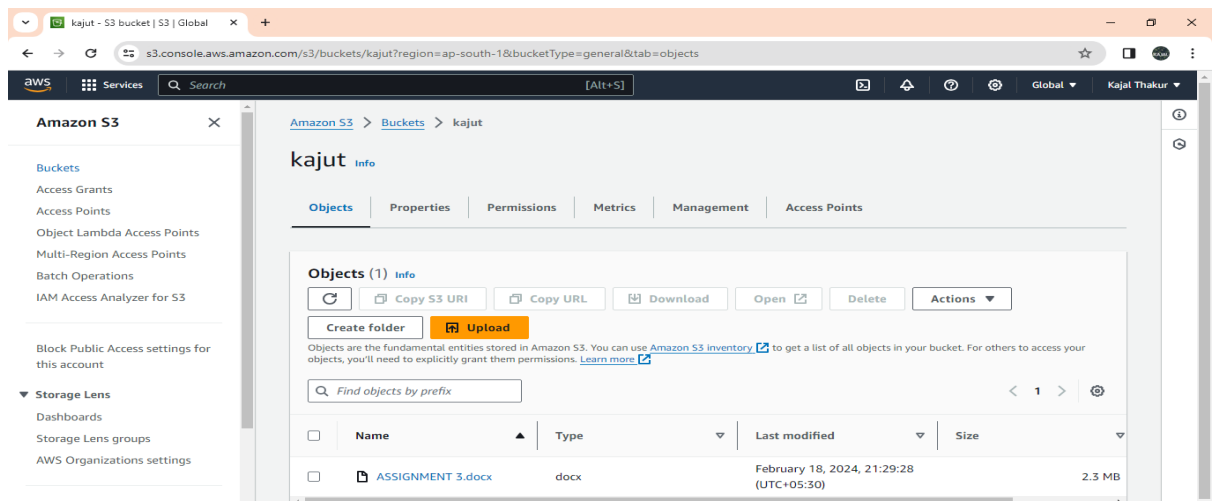 kajut - S3 bucket | S3 | Global
s3.console.aws.amazon.com/s3/buckets/kajut?region=ap-south-1&bucketType=general&tab=objects
aws
Services
Search
[Alt+S]
Global
Kajal Thakur
Amazon S3
Buckets
Access Grants
Access Points
Object Lambda Access Points
Multi-Region Access Points
Batch Operations
IAM Access Analyzer for S3
Block Public Access settings for
this account
Storage Lens
Dashboards
Storage Lens groups
AWS Organizations settings
Amazon S3 > Buckets > kajut
kajut Info
Objects Properties Permissions Metrics Management Access Points
Objects (1) Info
Copy S3 URI Copy URL Download Open Delete Actions
Create folder Upload
Objects are the fundamental entities stored in Amazon S3. You can use Amazon S3 inventory to get a list of all objects in your bucket. For others to access your
objects, you'll need to explicitly grant them permissions. Learn more
Find objects by prefix
< 1 >
Name Type Last modified Size
ASSIGNMENT 3.docx docx February 18, 2024, 21:29:28 2.3 MB
(UTC+05:30)